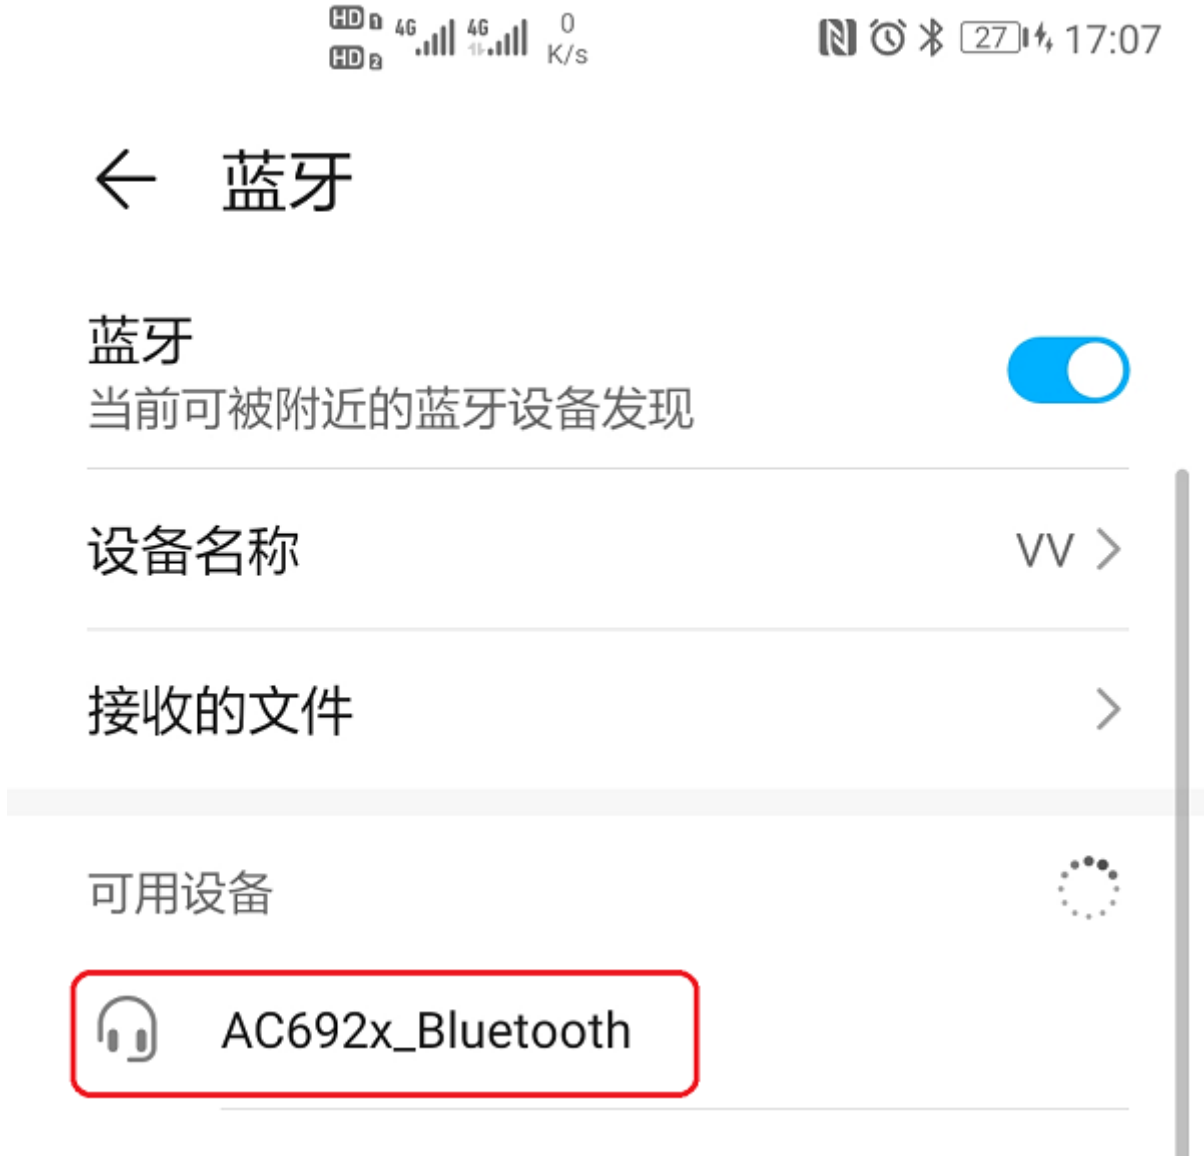 HD 1 4G 4G 0
HD 2 K/s
27 17:07
蓝牙
蓝牙
当前可被附近的蓝牙设备发现
设备名称 VV
接收的文件
可用设备
AC692x_Bluetooth